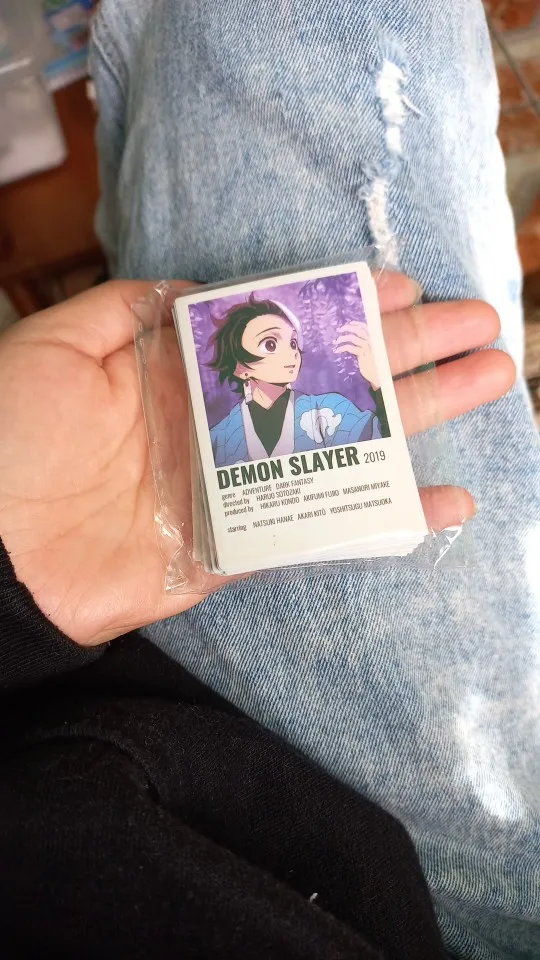 DEMON SLAYER 2019
genre ADVENTURE DARK FANTASY
directed by HARUO SOTOZAKI
produced by HIKARU KONDO AKIFUMI FUJIO MASANORI MIYAKE
starring NATSUKI HANAE AKARI KITŌ YOSHITSUGU MATSUOKA